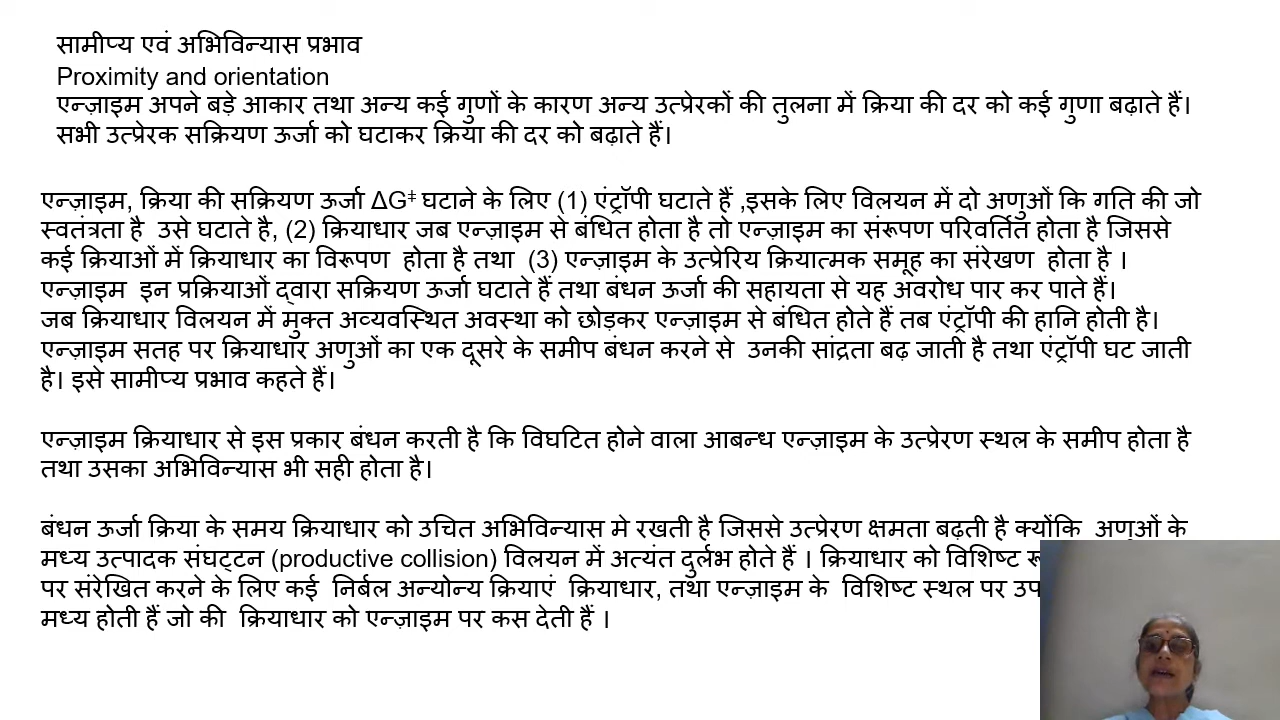 सामीप्य एवं अभिविन्यास प्रभाव
Proximity and orientation
एन्ज़ाइम अपने बड़े आकार तथा अन्य कई गुणों के कारण अन्य उत्प्रेरकों की तुलना में क्रिया की दर को कई गुणा बढ़ाते हैं।
सभी उत्प्रेरक सक्रियण ऊर्जा को घटाकर क्रिया की दर को बढ़ाते हैं।
एन्ज़ाइम, क्रिया की सक्रियण ऊर्जा ΔG‡ घटाने के लिए (1) एंट्रॉपी घटाते हैं ,इसके लिए विलयन में दो अणुओं कि गति की जो
स्वतंत्रता है उसे घटाते है, (2) क्रियाधार जब एन्ज़ाइम से बंधित होता है तो एन्ज़ाइम का संरूपण परिवर्तित होता है जिससे
कई क्रियाओं में क्रियाधार का विरूपण होता है तथा (3) एन्ज़ाइम के उत्प्रेरिय क्रियात्मक समूह का संरेखण होता है ।
एन्ज़ाइम इन प्रक्रियाओं द्वारा सक्रियण ऊर्जा घटाते हैं तथा बंधन ऊर्जा की सहायता से यह अवरोध पार कर पाते हैं।
जब क्रियाधार विलयन में मुक्त अव्यवस्थित अवस्था को छोड़कर एन्ज़ाइम से बंधित होते हैं तब एंट्रॉपी की हानि होती है।
एन्ज़ाइम सतह पर क्रियाधार अणुओं का एक दूसरे के समीप बंधन करने से उनकी सांद्रता बढ़ जाती है तथा एंट्रॉपी घट जाती
है। इसे सामीप्य प्रभाव कहते हैं।
एन्ज़ाइम क्रियाधार से इस प्रकार बंधन करती है कि विघटित होने वाला आबन्ध एन्ज़ाइम के उत्प्रेरण स्थल के समीप होता है
तथा उसका अभिविन्यास भी सही होता है।
बंधन ऊर्जा क्रिया के समय क्रियाधार को उचित अभिविन्यास मे रखती है जिससे उत्प्रेरण क्षमता बढ़ती है क्योंकि अणुओं के
मध्य उत्पादक संघट्टन (productive collision) विलयन में अत्यंत दुर्लभ होते हैं । क्रियाधार को विशिष्ट
पर संरेखित करने के लिए कई निर्बल अन्योन्य क्रियाएं क्रियाधार, तथा एन्ज़ाइम के विशिष्ट स्थल पर
मध्य होती हैं जो की क्रियाधार को एन्ज़ाइम पर कस देती हैं ।